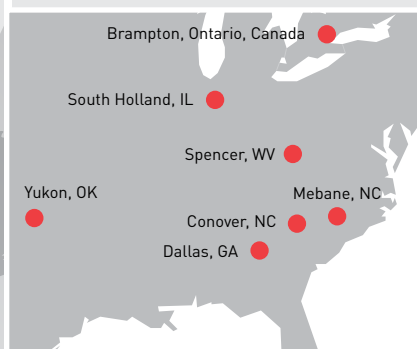 Brampton, Ontario, Canada
South Holland, IL
Spencer, WV
Yukon, OK
Mebane, NC
Conover, NC
Dallas, GA